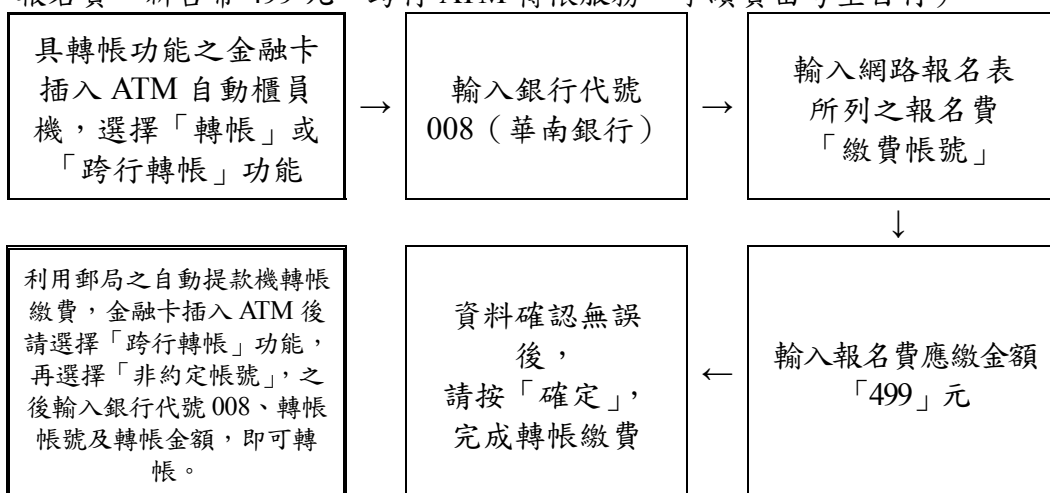 具轉帳功能之金融卡
插入 ATM 自動櫃員
機，選擇「轉帳」或
「跨行轉帳」功能
→
輸入銀行代號
008（華南銀行）
→
輸入網路報名表
所列之報名費
「繳費帳號」
↓
輸入報名費應繳金額
「499」元
←
資料確認無誤
後，
請按「確定」，
完成轉帳繳費
利用郵局之自動提款機轉帳
繳費，金融卡插入 ATM 後
請選擇「跨行轉帳」功能，
再選擇「非約定帳號」，之
後輸入銀行代號 008、轉帳
帳號及轉帳金額，即可轉
帳。